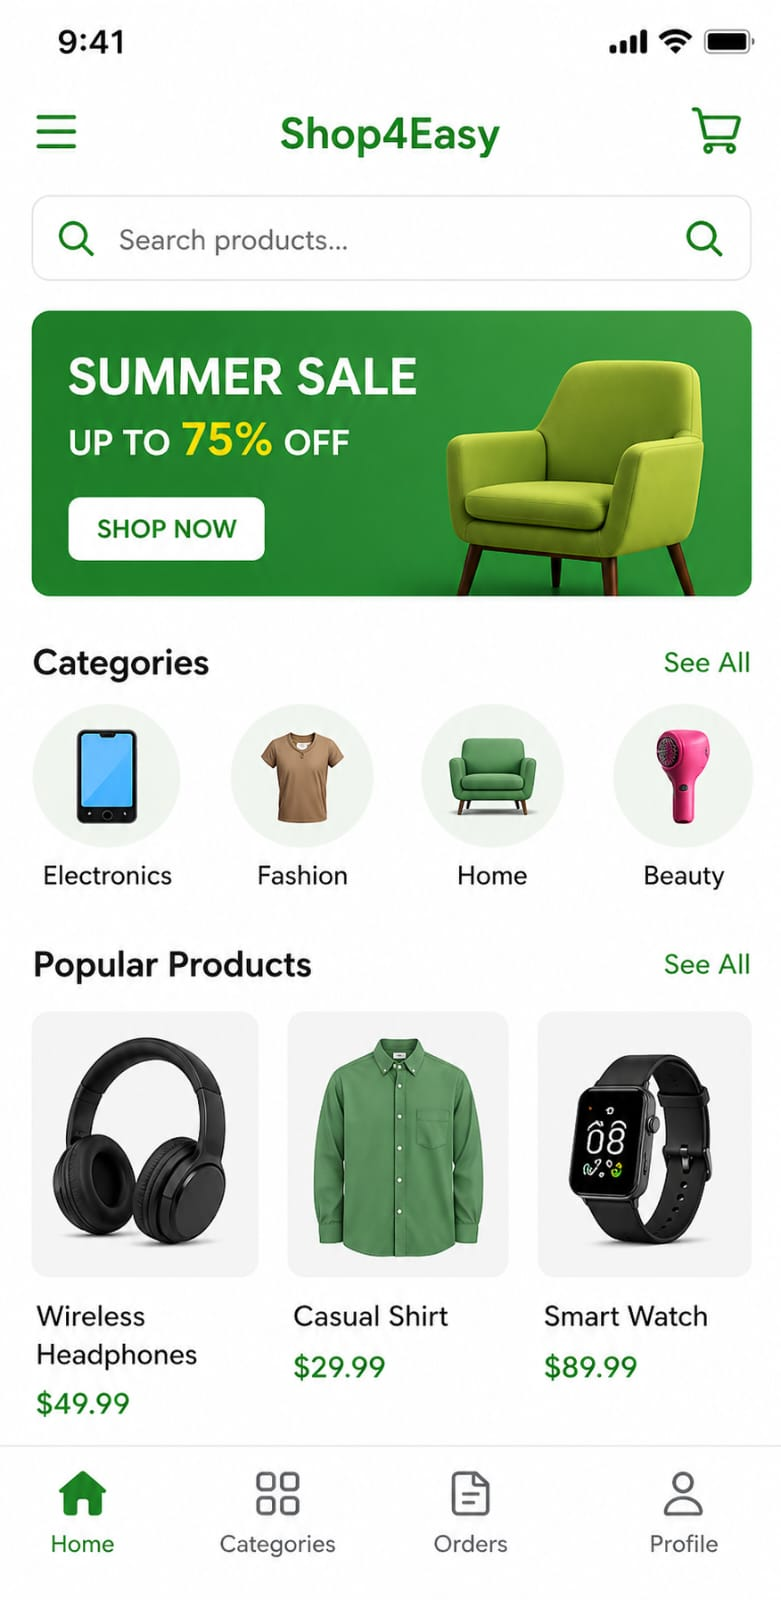 9:41
Shop4Easy
Search products...
SUMMER SALE
UP TO 75% OFF
SHOP NOW
Categories
See All
Electronics
Fashion
Home
Beauty
Popular Products
See All
08
Wireless
Headphones
$49.99
Casual Shirt
$29.99
Smart Watch
$89.99
Home
Categories
Orders
Profile